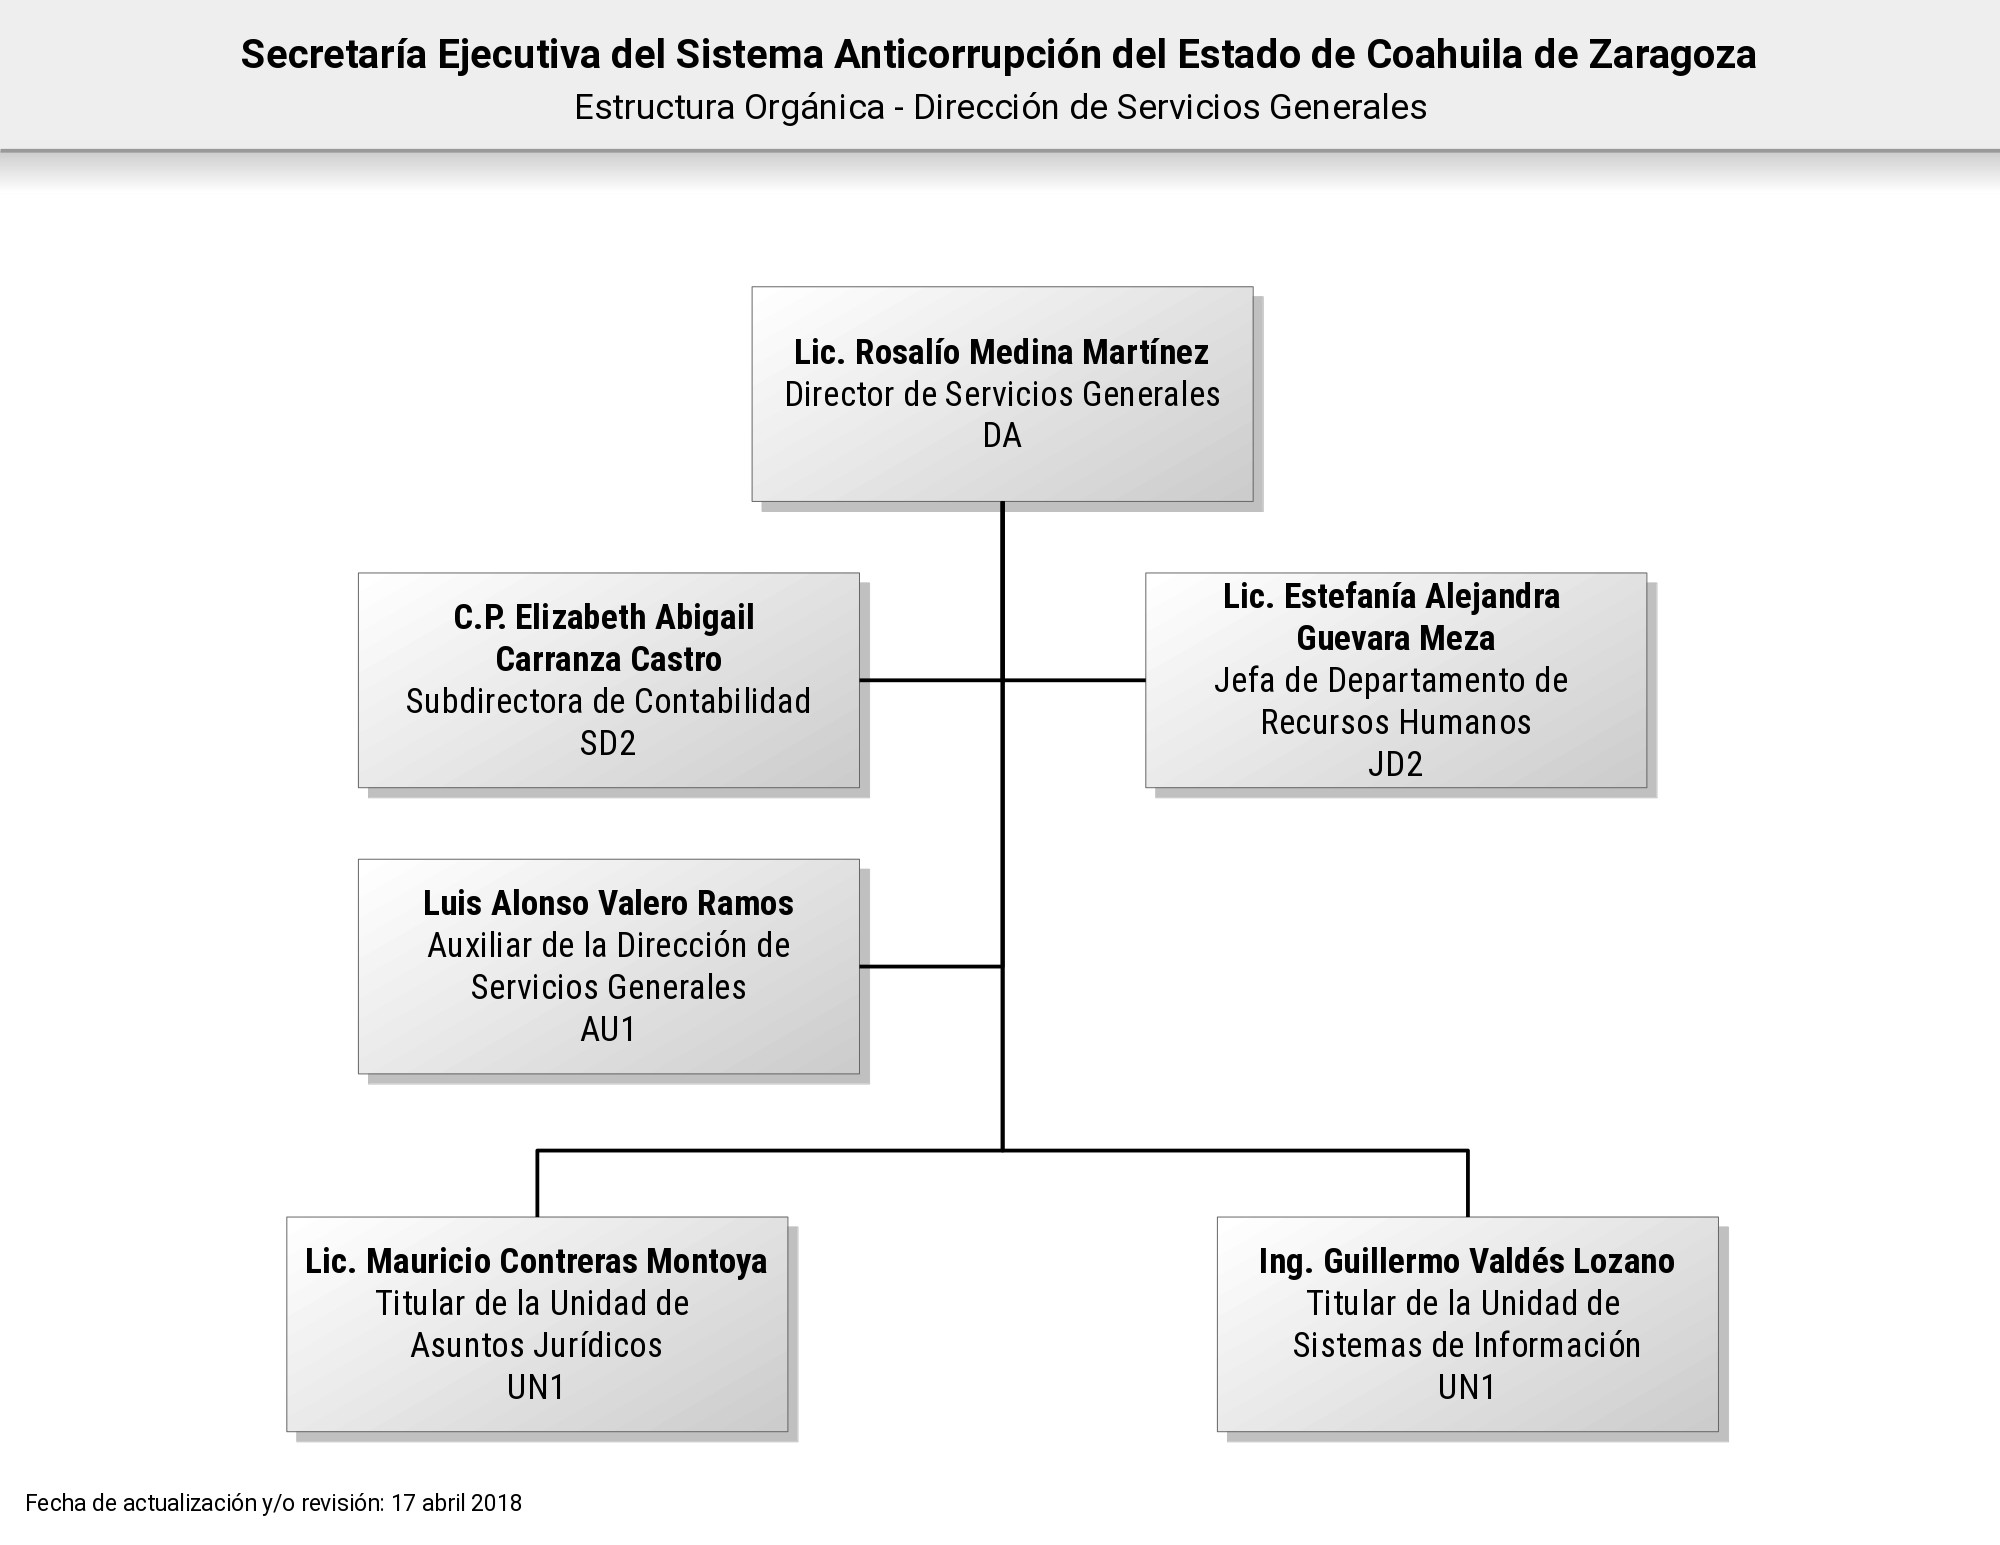 Secretaría Ejecutiva del Sistema Anticorrupción del Estado de Coahuila de Zaragoza
Estructura Orgánica - Dirección de Servicios Generales
Lic. Rosalío Medina Martínez
Director de Servicios Generales
DA
C.P. Elizabeth Abigail
Carranza Castro
Subdirectora de Contabilidad
SD2
Lic. Estefanía Alejandra
Guevara Meza
Jefa de Departamento de
Recursos Humanos
JD2
Luis Alonso Valero Ramos
Auxiliar de la Dirección de
Servicios Generales
AU1
Lic. Mauricio Contreras Montoya
Titular de la Unidad de
Asuntos Jurídicos
UN1
Ing. Guillermo Valdés Lozano
Titular de la Unidad de
Sistemas de Información
UN1
Fecha de actualización y/o revisión: 17 abril 2018